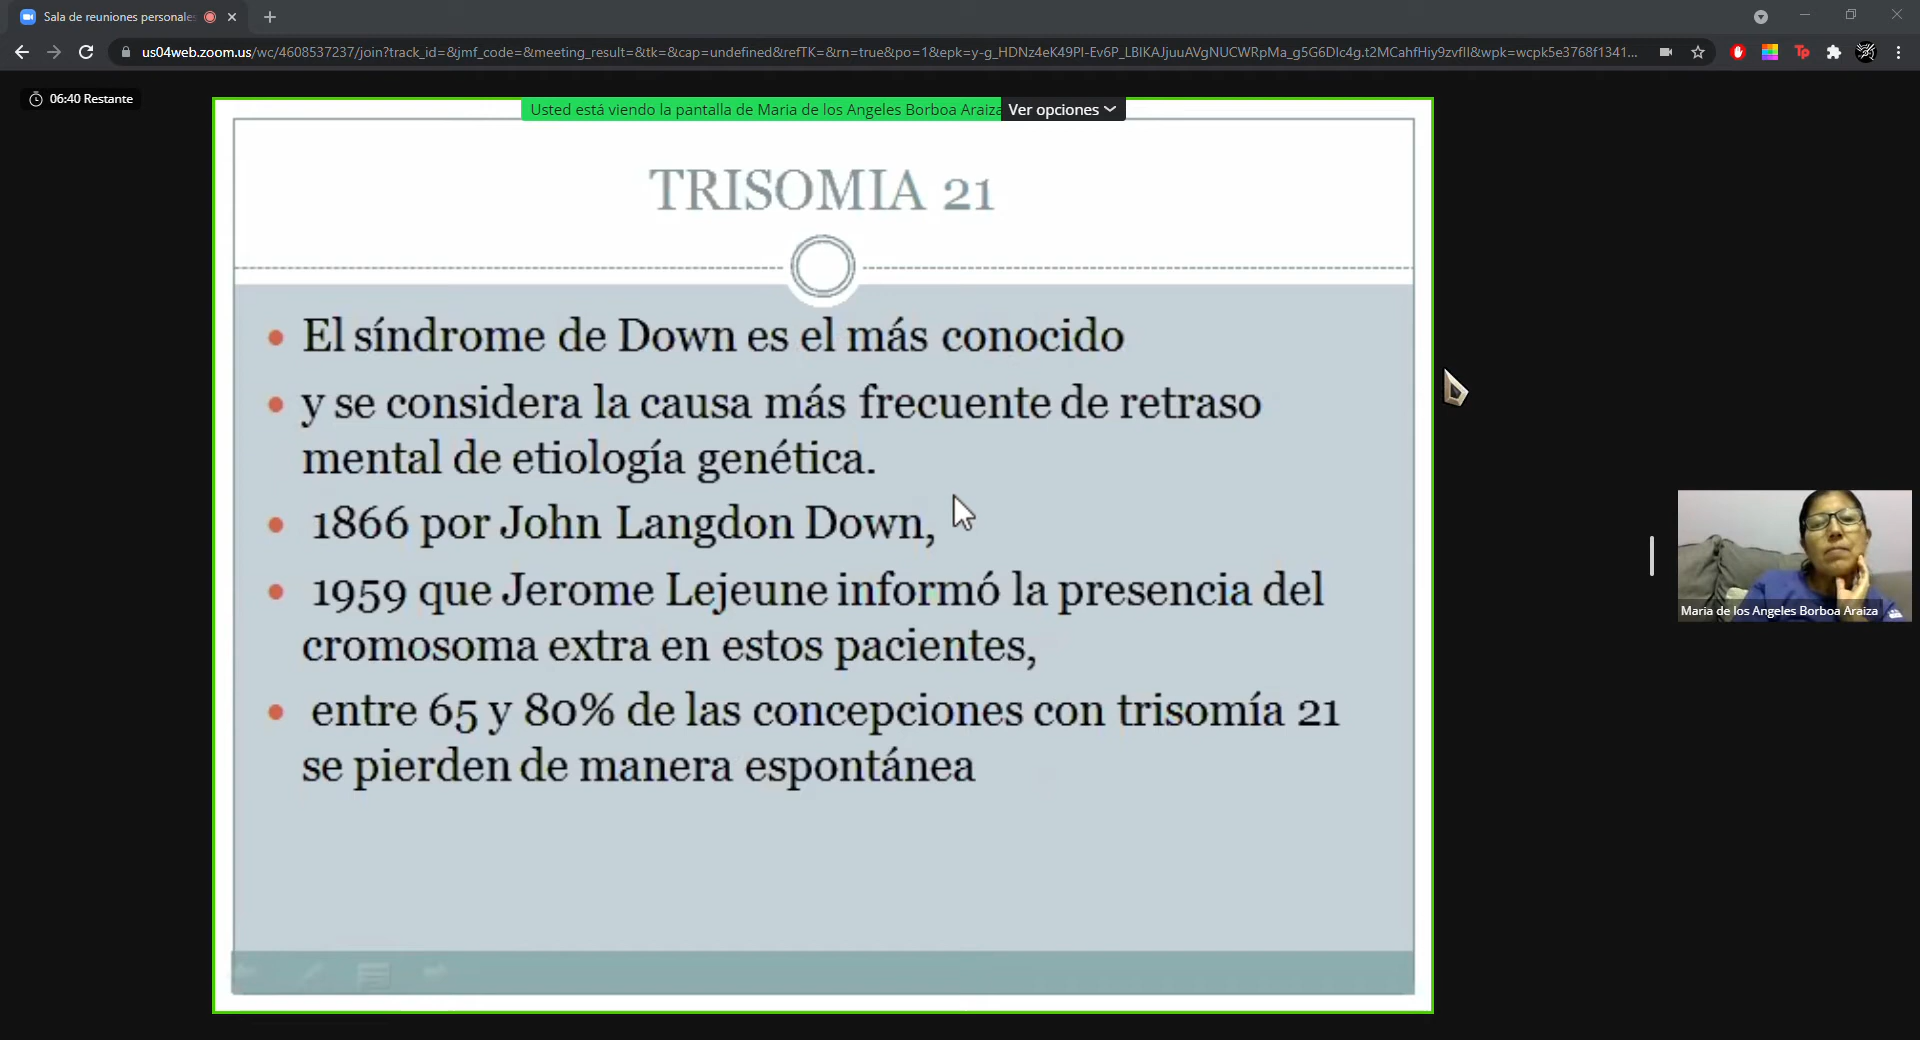 Sala de reuniones personales
us04web.zoom.us/wc/4608537237/join?track_id=&jmf_code=&meeting_result=&tk=&cap=undefined&refTK=&rn=true&po=1&epk=y-g_HDNz4eK49PI-Ev6P_LBIKAJjuuAVgNUCWRpMa_g5G6Dlc4g.t2MCahfHiy9zvfII&wpk=wcpk5e3768f1341...
Tp
06:40 Restante
Usted está viendo la pantalla de Maria de los Angeles Borboa Araiza
Ver opciones
TRISOMIA 21
• El síndrome de Down es el más conocido
• y se considera la causa más frecuente de retraso
mental de etiología genética.
• 1866 por John Langdon Down,
• 1959 que Jerome Lejeune informó la presencia del
cromosoma extra en estos pacientes,
• entre 65 y 80% de las concepciones con trisomía 21
se pierden de manera espontánea
Maria de los Angeles Borboa Araiza